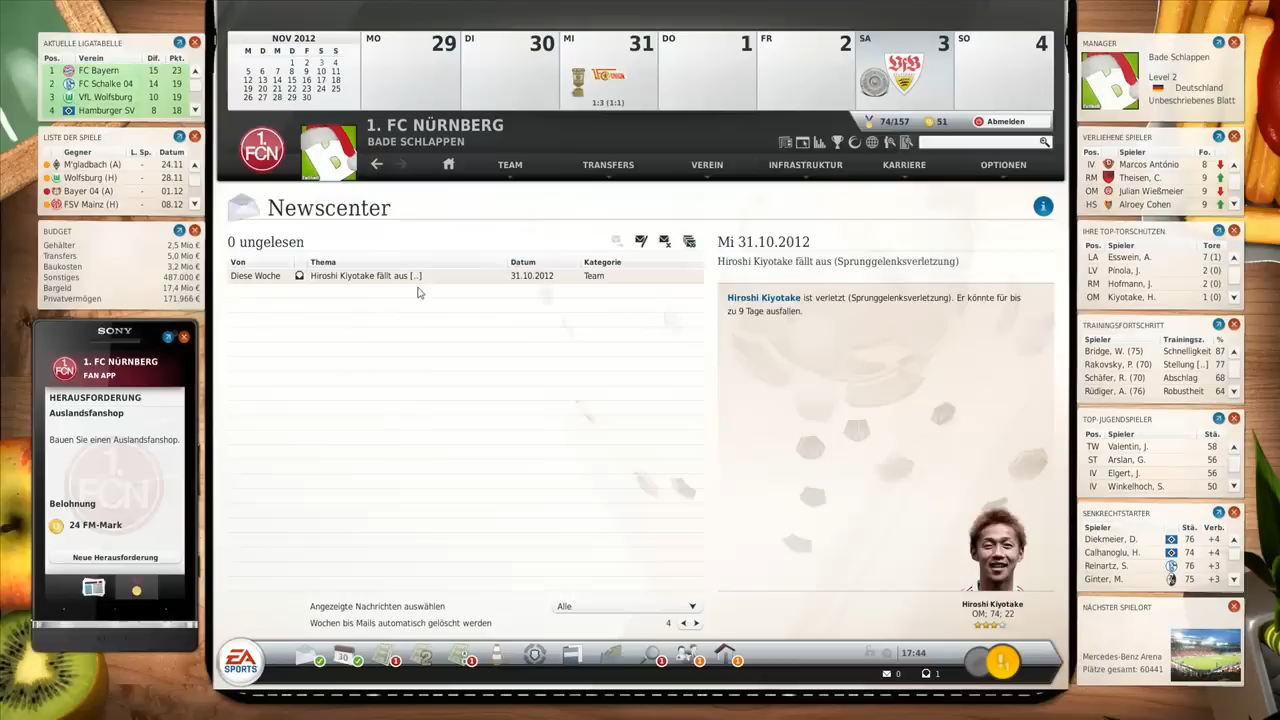 AKTUELLE LIGATABELLE
Pos. Verein Dif. Pkt.
1 FC Bayern 15 23
2 FC Schalke 04 14 19
3 VfL Wolfsburg 10 19
4 Hamburger SV 8 18
LISTE DER SPIELE
Gegner L. Sp. Datum
M'gladbach (A) - 24.11
Wolfsburg (H) - 28.11
Bayer 04 (A) - 01.12
FSV Mainz (H) - 08.12
BUDGET
Gehälter 2,5 Mio €
Transfers 5,0 Mio €
Baukosten 3,2 Mio €
Sonstiges 487.000 €
Bargeld 17,4 Mio €
Privatvermögen 171.966 €
SONY
1. FC NÜRNBERG
FAN APP
HERAUSFORDERUNG
Auslandsfanshop
Bauen Sie einen Auslandsfanshop.
Belohnung
24 FM-Mark
Neue Herausforderung
NOV 2012
M D M D F S S
1 2 3 4
5 6 7 8 9 10 11
12 13 14 15 16 17 18
19 20 21 22 23 24 25
26 27 28 29 30
MO 29
DI 30
MI 31
1:3 (1:1)
DO 1
FR 2
SA 3
VfB
SO 4
1. FCN
1. FC NÜRNBERG
BADE SCHLAPPEN
74/157 51 Abmelden
TEAM TRANSFERS VEREIN INFRASTRUKTUR KARRIERE OPTIONEN
Newscenter
0 ungelesen
Von Thema Datum Kategorie
Diese Woche Hiroshi Kiyotake fällt aus [..] 31.10.2012 Team
Angezeigte Nachrichten auswählen Alle
Wochen bis Mails automatisch gelöscht werden 4
Mi 31.10.2012
Hiroshi Kiyotake fällt aus (Sprunggelenksverletzung)
Hiroshi Kiyotake ist verletzt (Sprunggelenksverletzung). Er könnte für bis
zu 9 Tage ausfallen.
Hiroshi Kiyotake
OM; 74; 22
EA
SPORTS
30
1
2
1
1
1
1
17:44
0 1
MANAGER
Bade Schlappen
Level 2
Deutschland
Unbeschriebenes Blatt
VERLIEHENE SPIELER
Pos. Spieler Fo.
IV Marcos António 8
RM Theisen, C. 9
OM Julian Wießmeier 9
HS Alroey Cohen 9
IHRE TOP-TORSCHÜTZEN
Pos. Spieler Tore
LA Esswein, A. 7 (1)
LV Pinola, J. 2 (0)
RM Hofmann, J. 2 (0)
OM Kiyotake, H. 1 (0)
TRAININGSFORTSCHRITT
Spieler Trainingsz. %
Bridge, W. (75) Schnelligkeit 87
Rakovsky, P. (70) Stellung [..] 77
Schäfer, R. (70) Abschlag 68
Rüdiger, A. (76) Robustheit 64
TOP-JUGENDSPIELER
Pos. Spieler Stä.
TW Valentin, J. 58
ST Arslan, G. 56
IV Elgert, J. 56
IV Winkelhoch, S. 50
SENKRECHTSTARTER
Spieler Stä. Verb.
Diekmeier, D. 76 +4
Calhanoglu, H. 74 +4
Reinartz, S. 76 +3
Ginter, M. 75 +3
NÄCHSTER SPIELORT
Mercedes-Benz Arena
Plätze gesamt: 60441